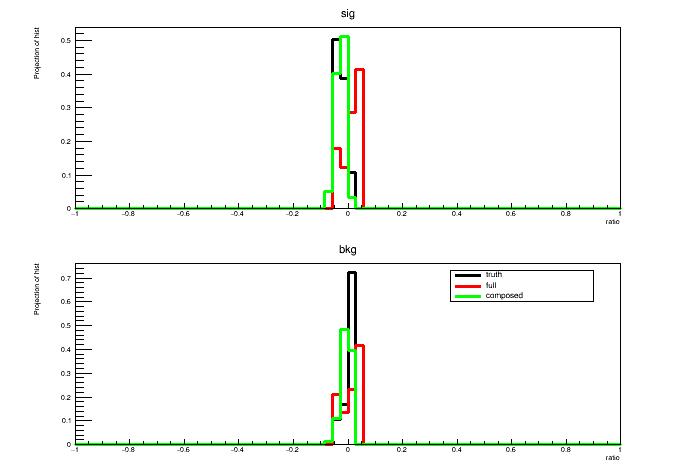 sig
Projection of hist
0.5
0.4
0.3
0.2
0.1
0
−1 −0.8 −0.6 −0.4 −0.2 0 0.2 0.4 0.6 0.8 1
ratio
bkg
Projection of hist
truth
full
composed
0.7
0.6
0.5
0.4
0.3
0.2
0.1
0
−1 −0.8 −0.6 −0.4 −0.2 0 0.2 0.4 0.6 0.8 1
ratio